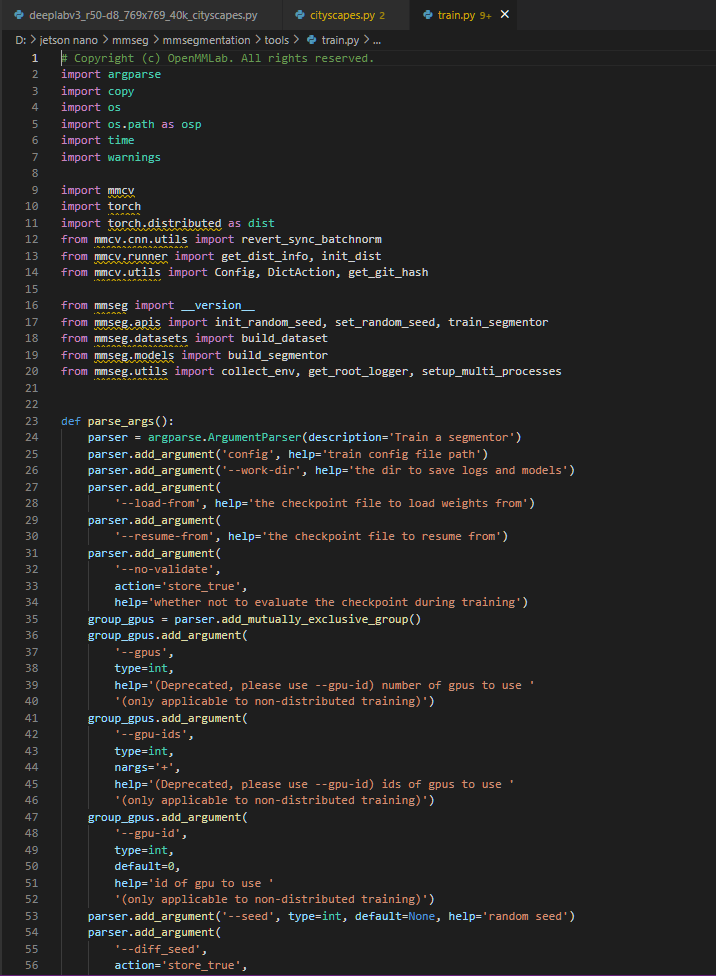 deeplabv3_r50-d8_769x769_40k_cityscapes.py cityscapes.py 2 train.py 9+ ×
D: > jetson nano > mmseg > mmsegmentation > tools > train.py > ...
1 # Copyright (c) OpenMMLab. All rights reserved.
2 import argparse
3 import copy
4 import os
5 import os.path as osp
6 import time
7 import warnings
8
9 import mmcv
10 import torch
11 import torch.distributed as dist
12 from mmcv.cnn.utils import revert_sync_batchnorm
13 from mmcv.runner import get_dist_info, init_dist
14 from mmcv.utils import Config, DictAction, get_git_hash
15
16 from mmseg import __version__
17 from mmseg.apis import init_random_seed, set_random_seed, train_segmentor
18 from mmseg.datasets import build_dataset
19 from mmseg.models import build_segmentor
20 from mmseg.utils import collect_env, get_root_logger, setup_multi_processes
21
22
23 def parse_args():
24     parser = argparse.ArgumentParser(description='Train a segmentor')
25     parser.add_argument('config', help='train config file path')
26     parser.add_argument('--work-dir', help='the dir to save logs and models')
27     parser.add_argument(
28         '--load-from', help='the checkpoint file to load weights from')
29     parser.add_argument(
30         '--resume-from', help='the checkpoint file to resume from')
31     parser.add_argument(
32         '--no-validate',
33         action='store_true',
34         help='whether not to evaluate the checkpoint during training')
35     group_gpus = parser.add_mutually_exclusive_group()
36     group_gpus.add_argument(
37         '--gpus',
38         type=int,
39         help='(Deprecated, please use --gpu-id) number of gpus to use '
40         '(only applicable to non-distributed training)')
41     group_gpus.add_argument(
42         '--gpu-ids',
43         type=int,
44         nargs='+',
45         help='(Deprecated, please use --gpu-id) ids of gpus to use '
46         '(only applicable to non-distributed training)')
47     group_gpus.add_argument(
48         '--gpu-id',
49         type=int,
50         default=0,
51         help='id of gpu to use '
52         '(only applicable to non-distributed training)')
53     parser.add_argument('--seed', type=int, default=None, help='random seed')
54     parser.add_argument(
55         '--diff_seed',
56         action='store_true',